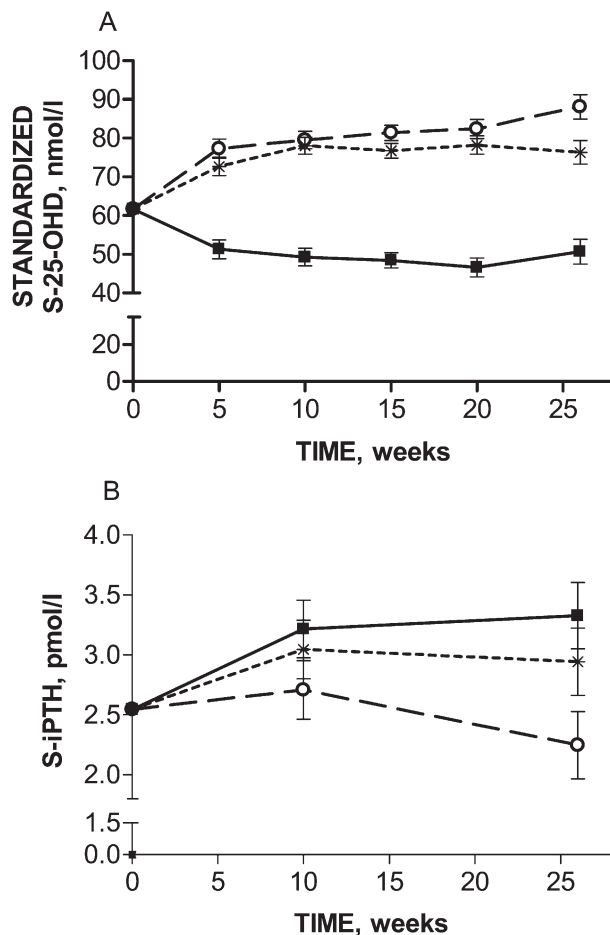 A
STANDARDIZED
S-25-OHD, nmol/l
100
90
80
70
60
50
40
20
0
0 5 10 15 20 25
TIME, weeks
B
S-iPTH, pmol/l
4.0
3.5
3.0
2.5
2.0
1.5
0.0
0 5 10 15 20 25
TIME, weeks